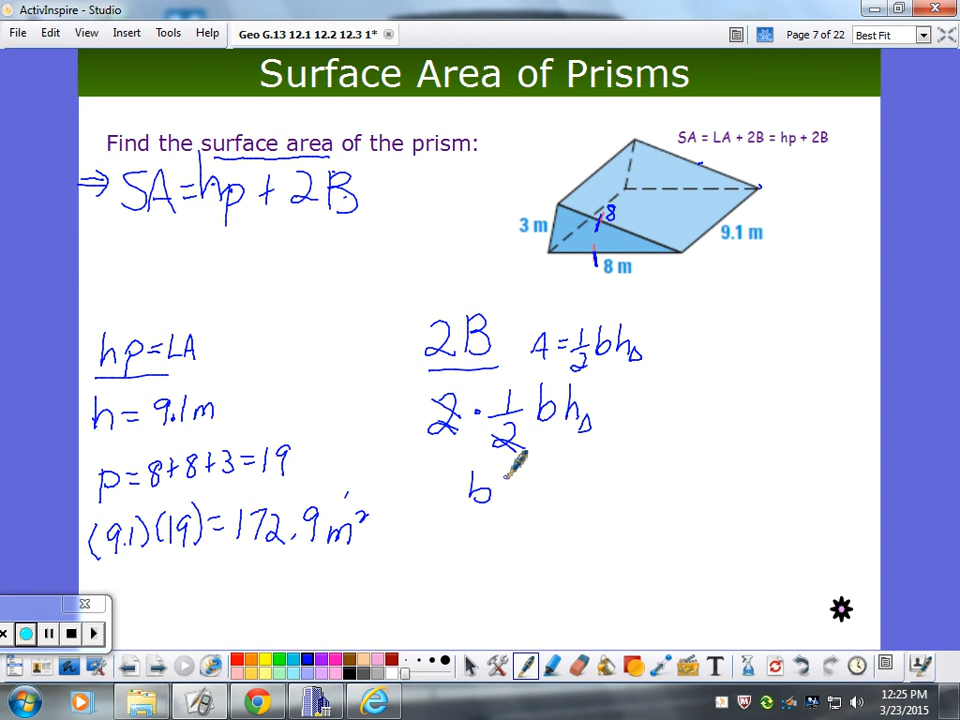 ActivInspire - Studio
File Edit View Insert Tools Help
Geo G.13 12.1 12.2 12.3 1*
Page 7 of 22
Best Fit
Surface Area of Prisms
Find the surface area of the prism:
SA = LA + 2B = hp + 2B
⇒ SA = hp + 2B
3 m
8
9.1 m
8 m
hp = LA
h = 9.1m
p = 8+8+3 = 19
(9.1)(19) = 172.9 m²
2B A = 1/2 bh△
2 · 1/2 bh△
b
12:25 PM
3/23/2015